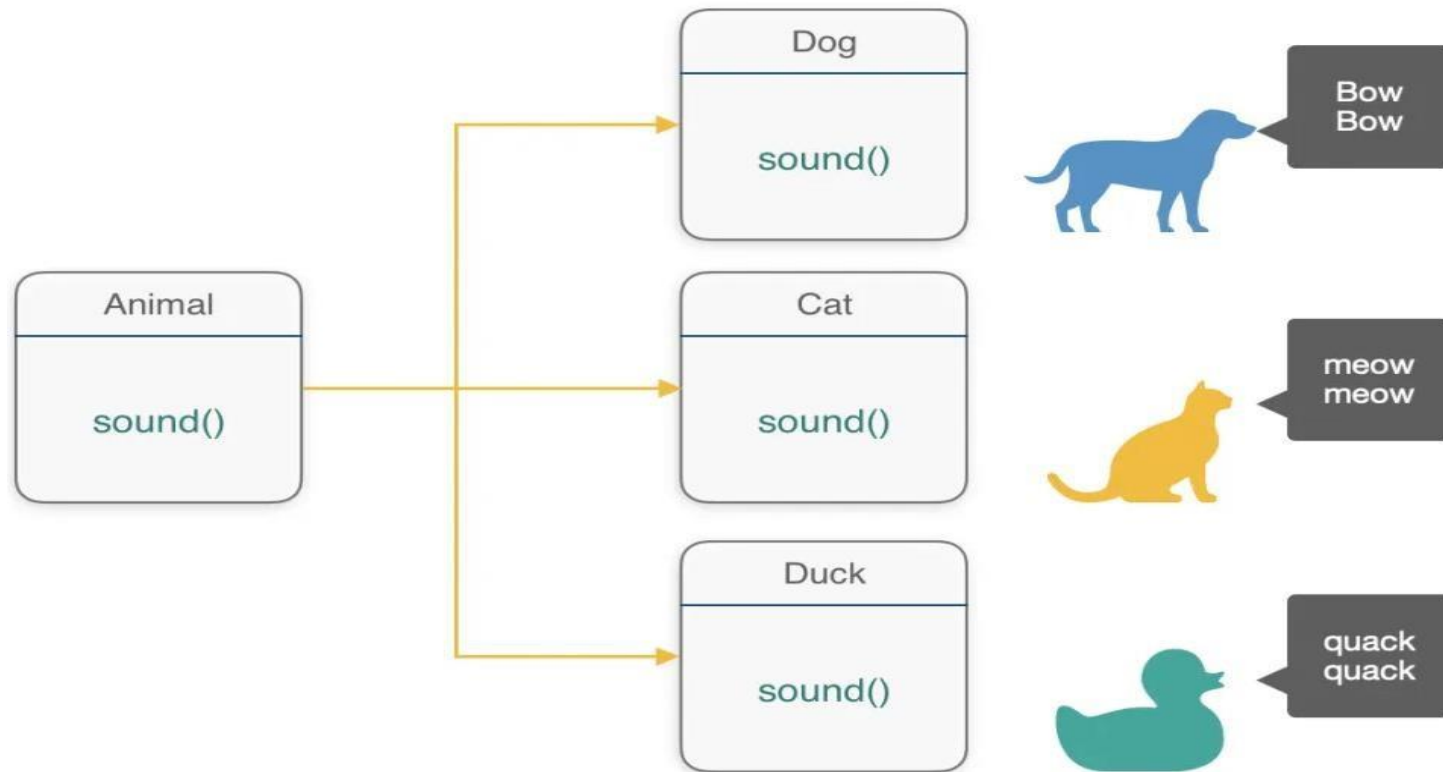 Dog
sound()
Bow
Bow
Animal
sound()
Cat
sound()
meow
meow
Duck
sound()
quack
quack